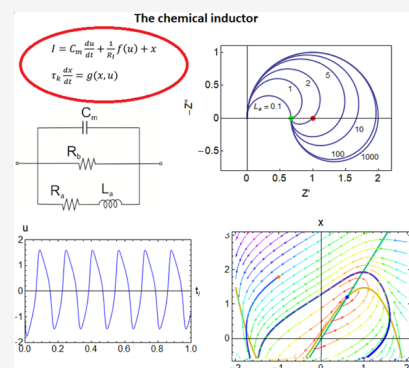 The chemical inductor
I = C_m du/dt + 1/R_I f(u) + x
τ_k dx/dt = g(x, u)
C_m
R_b
R_a L_a
-Z''
0.5
0
-0.5
L_a = 0.1
1
2
5
10
100
1000
0 0.5 1 1.5 2
Z'
u
2
1
0
-1
-2
0.0 0.2 0.4 0.6 0.8 1.0
t_i
x
3
2
1
0
-2 -1 0 1 2